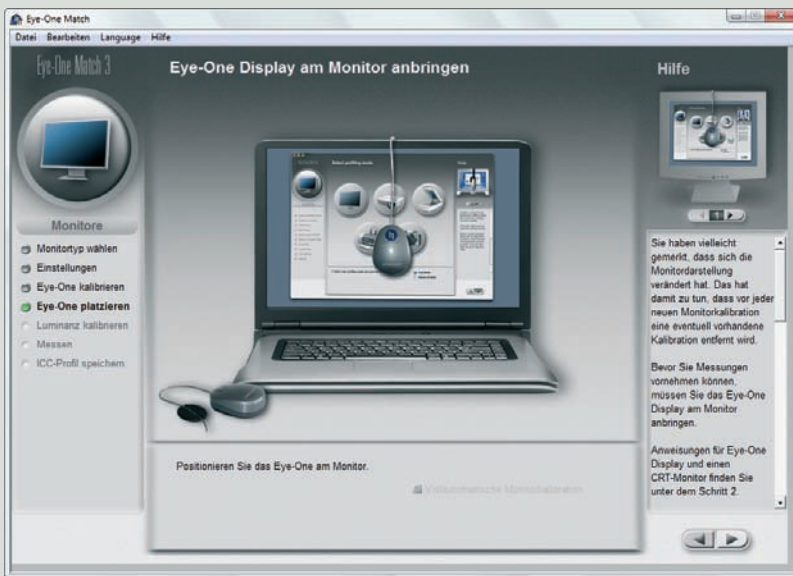 Eye-One Match
Datei Bearbeiten Language Hilfe
Eye-One Match 3
Monitore
Monitortyp wählen
Einstellungen
Eye-One kalibrieren
Eye-One platzieren
Luminanz kalibrieren
Messen
ICC-Profil speichern
Eye-One Display am Monitor anbringen
Positionieren Sie das Eye-One am Monitor.
Vollautomatische Monitorkalibration
Hilfe
1
Sie haben vielleicht
gemerkt, dass sich die
Monitordarstellung
verändert hat. Das hat
damit zu tun, dass vor jeder
neuen Monitorkalibration
eine eventuell vorhandene
Kalibration entfernt wird.
Bevor Sie Messungen
vornehmen können,
müssen Sie das Eye-One
Display am Monitor
anbringen.
Anweisungen für Eye-One
Display und einen
CRT-Monitor finden Sie
unter dem Schritt 2.